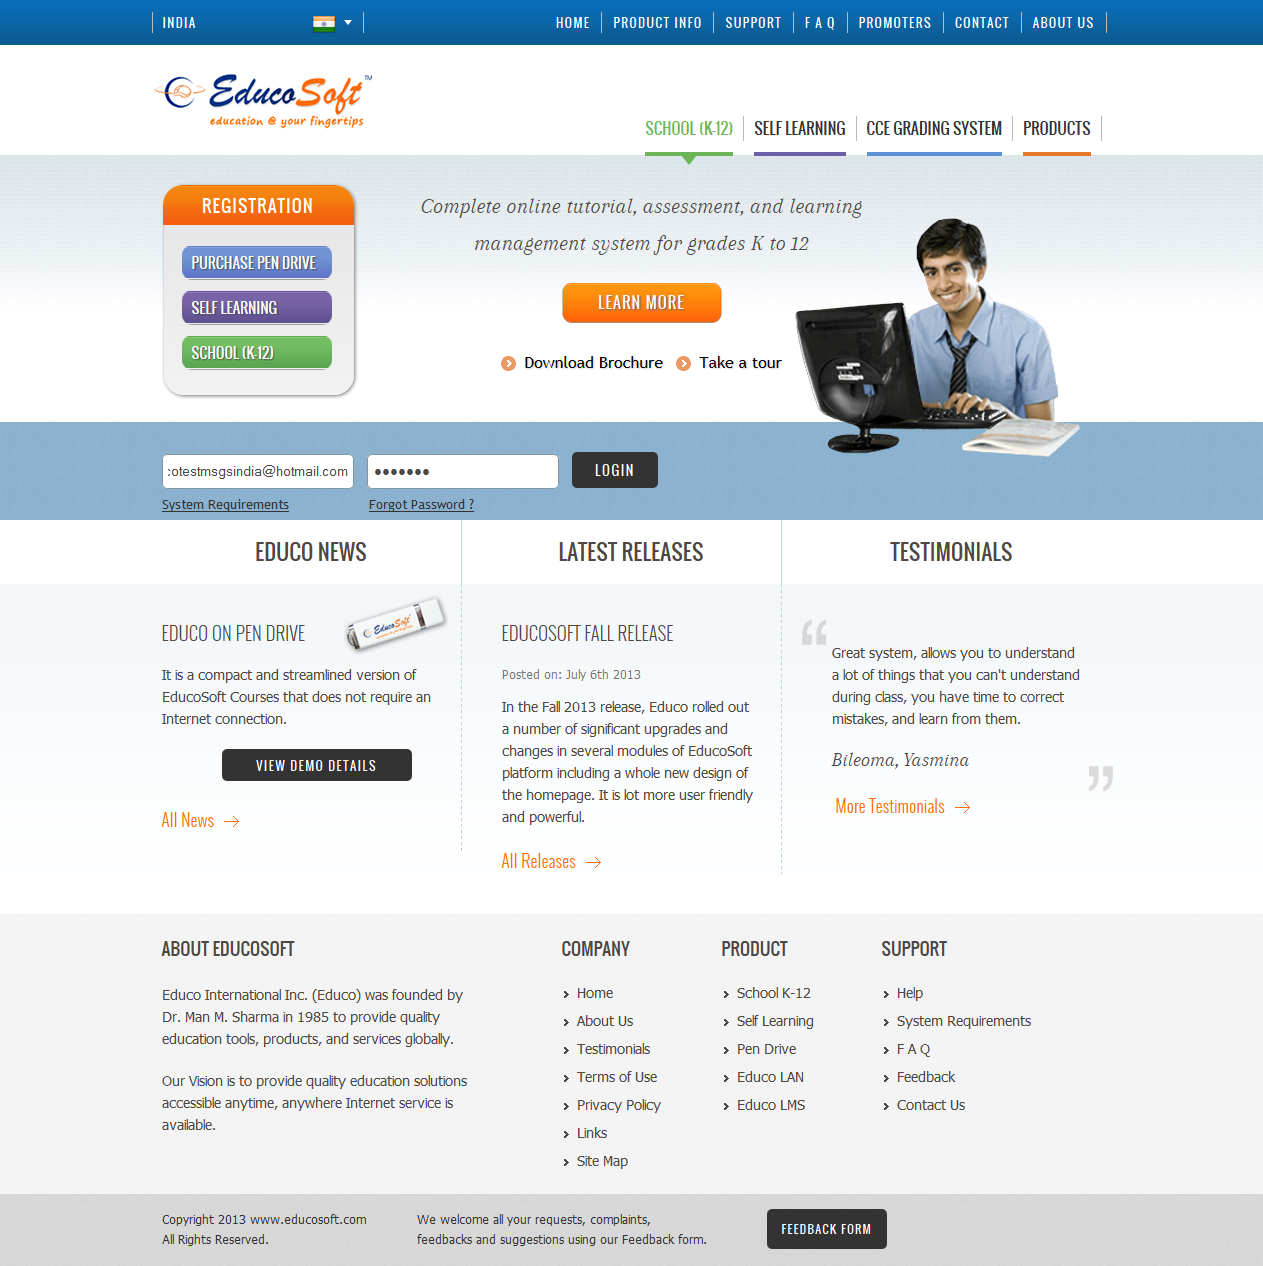 INDIA
HOME
PRODUCT INFO
SUPPORT
F A Q
PROMOTERS
CONTACT
ABOUT US
EducoSoft™
education @ your fingertips
SCHOOL (K-12)
SELF LEARNING
CCE GRADING SYSTEM
PRODUCTS
REGISTRATION
PURCHASE PEN DRIVE
SELF LEARNING
SCHOOL (K-12)
Complete online tutorial, assessment, and learning
management system for grades K to 12
LEARN MORE
Download Brochure
Take a tour
:otestmsgsindia@hotmail.com
●●●●●●●
LOGIN
System Requirements
Forgot Password ?
EDUCO NEWS
EDUCO ON PEN DRIVE
EducoSoft
It is a compact and streamlined version of
EducoSoft Courses that does not require an
Internet connection.
VIEW DEMO DETAILS
All News
LATEST RELEASES
EDUCOSOFT FALL RELEASE
Posted on: July 6th 2013
In the Fall 2013 release, Educo rolled out
a number of significant upgrades and
changes in several modules of EducoSoft
platform including a whole new design of
the homepage. It is lot more user friendly
and powerful.
All Releases
TESTIMONIALS
“
Great system, allows you to understand
a lot of things that you can't understand
during class, you have time to correct
mistakes, and learn from them.
Bileoma, Yasmina
”
More Testimonials
ABOUT EDUCOSOFT
Educo International Inc. (Educo) was founded by
Dr. Man M. Sharma in 1985 to provide quality
education tools, products, and services globally.
Our Vision is to provide quality education solutions
accessible anytime, anywhere Internet service is
available.
COMPANY
Home
About Us
Testimonials
Terms of Use
Privacy Policy
Links
Site Map
PRODUCT
School K-12
Self Learning
Pen Drive
Educo LAN
Educo LMS
SUPPORT
Help
System Requirements
F A Q
Feedback
Contact Us
Copyright 2013 www.educosoft.com
All Rights Reserved.
We welcome all your requests, complaints,
feedbacks and suggestions using our Feedback form.
FEEDBACK FORM